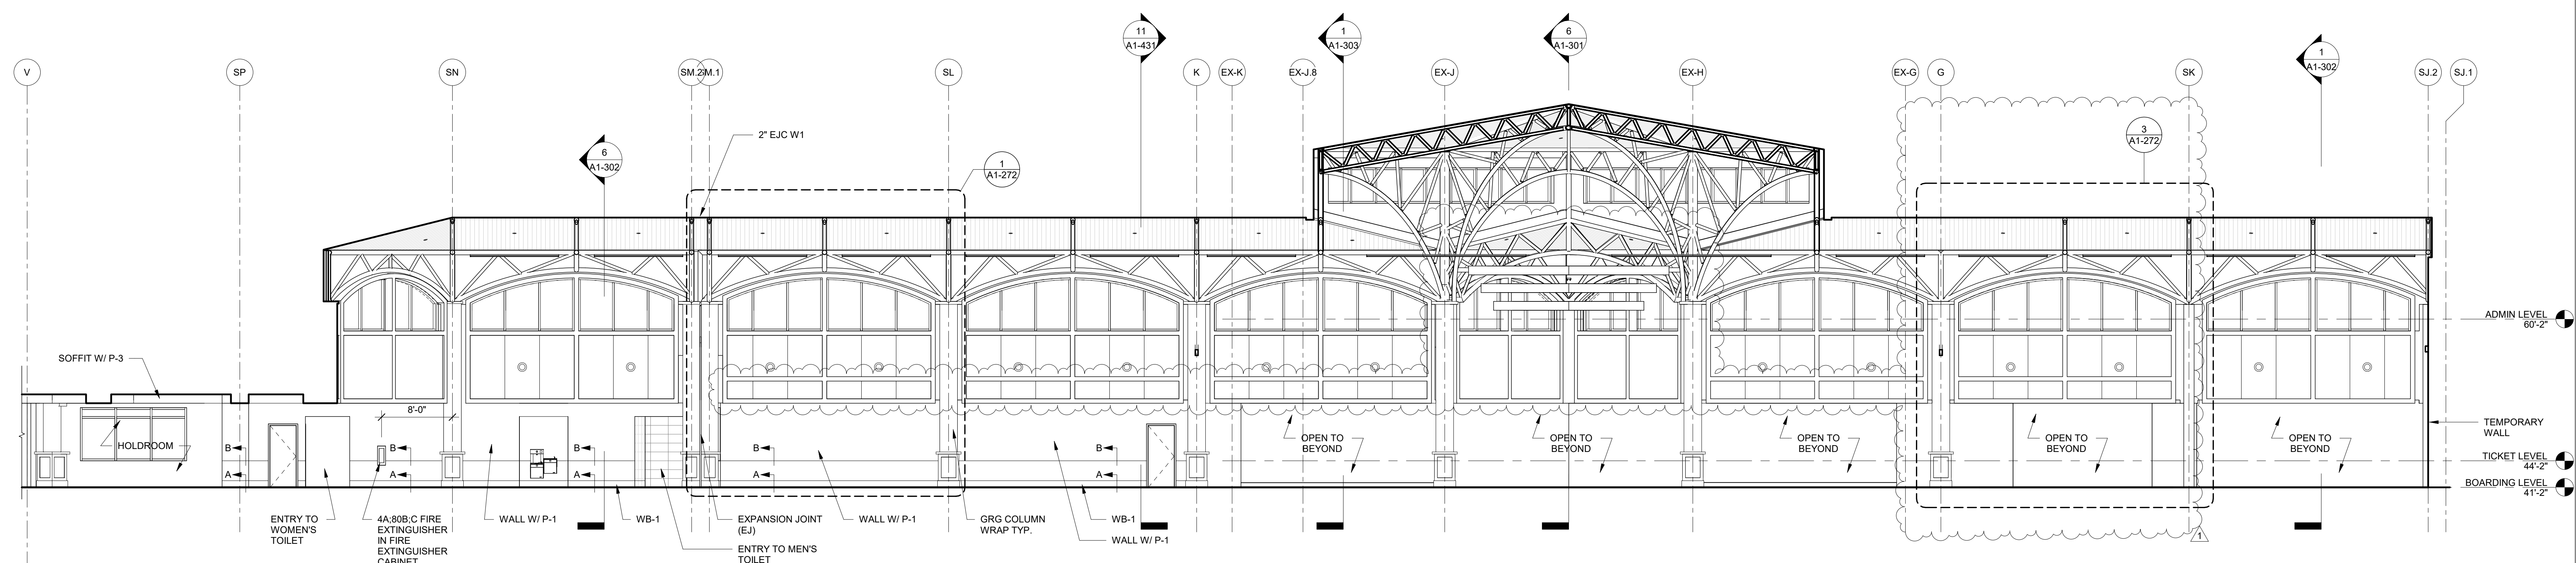 11
A1-431
1
A1-303
6
A1-301
1
A1-302
V
SP
SN
SM.2
SM.1
SL
K
EX-K
EX-J.8
EX-J
EX-H
EX-G
G
SK
SJ.2
SJ.1
2" EJC W1
3
A1-272
6
A1-302
1
A1-272
ADMIN LEVEL
60'-2"
SOFFIT W/ P-3
8'-0"
HOLDROOM
B
B
B
B
B
A
A
A
A
A
OPEN TO
BEYOND
OPEN TO
BEYOND
OPEN TO
BEYOND
OPEN TO
BEYOND
OPEN TO
BEYOND
TEMPORARY
WALL
TICKET LEVEL
44'-2"
BOARDING LEVEL
41'-2"
ENTRY TO
WOMEN'S
TOILET
4A;80B;C FIRE
EXTINGUISHER
IN FIRE
EXTINGUISHER
CABINET
WALL W/ P-1
WB-1
EXPANSION JOINT
(EJ)
ENTRY TO MEN'S
TOILET
WALL W/ P-1
GRG COLUMN
WRAP TYP.
WB-1
WALL W/ P-1
1